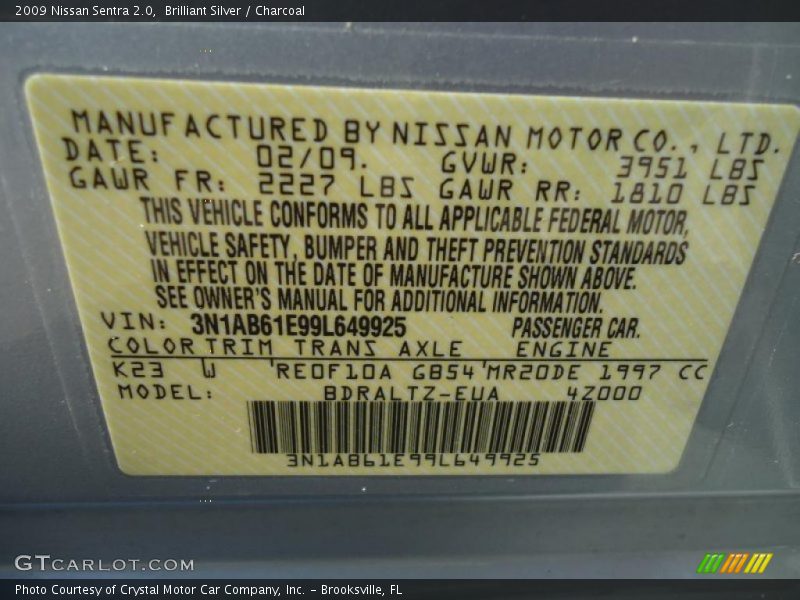 2009 Nissan Sentra 2.0, Brilliant Silver / Charcoal
MANUFACTURED BY NISSAN MOTOR CO., LTD.
DATE: 02/09. GVWR: 3951 LBS
GAWR FR: 2227 LBS GAWR RR: 1810 LBS
THIS VEHICLE CONFORMS TO ALL APPLICABLE FEDERAL MOTOR,
VEHICLE SAFETY, BUMPER AND THEFT PREVENTION STANDARDS
IN EFFECT ON THE DATE OF MANUFACTURE SHOWN ABOVE.
SEE OWNER'S MANUAL FOR ADDITIONAL INFORMATION.
VIN: 3N1AB61E99L649925 PASSENGER CAR.
COLOR TRIM TRANS AXLE ENGINE
K23 W 'RE0F10A GB54'MR20DE 1997 CC
MODEL: BDRALTZ-EUA 4Z000
3N1AB61E99L649925
GTCARLOT.COM
Photo Courtesy of Crystal Motor Car Company, Inc. – Brooksville, FL